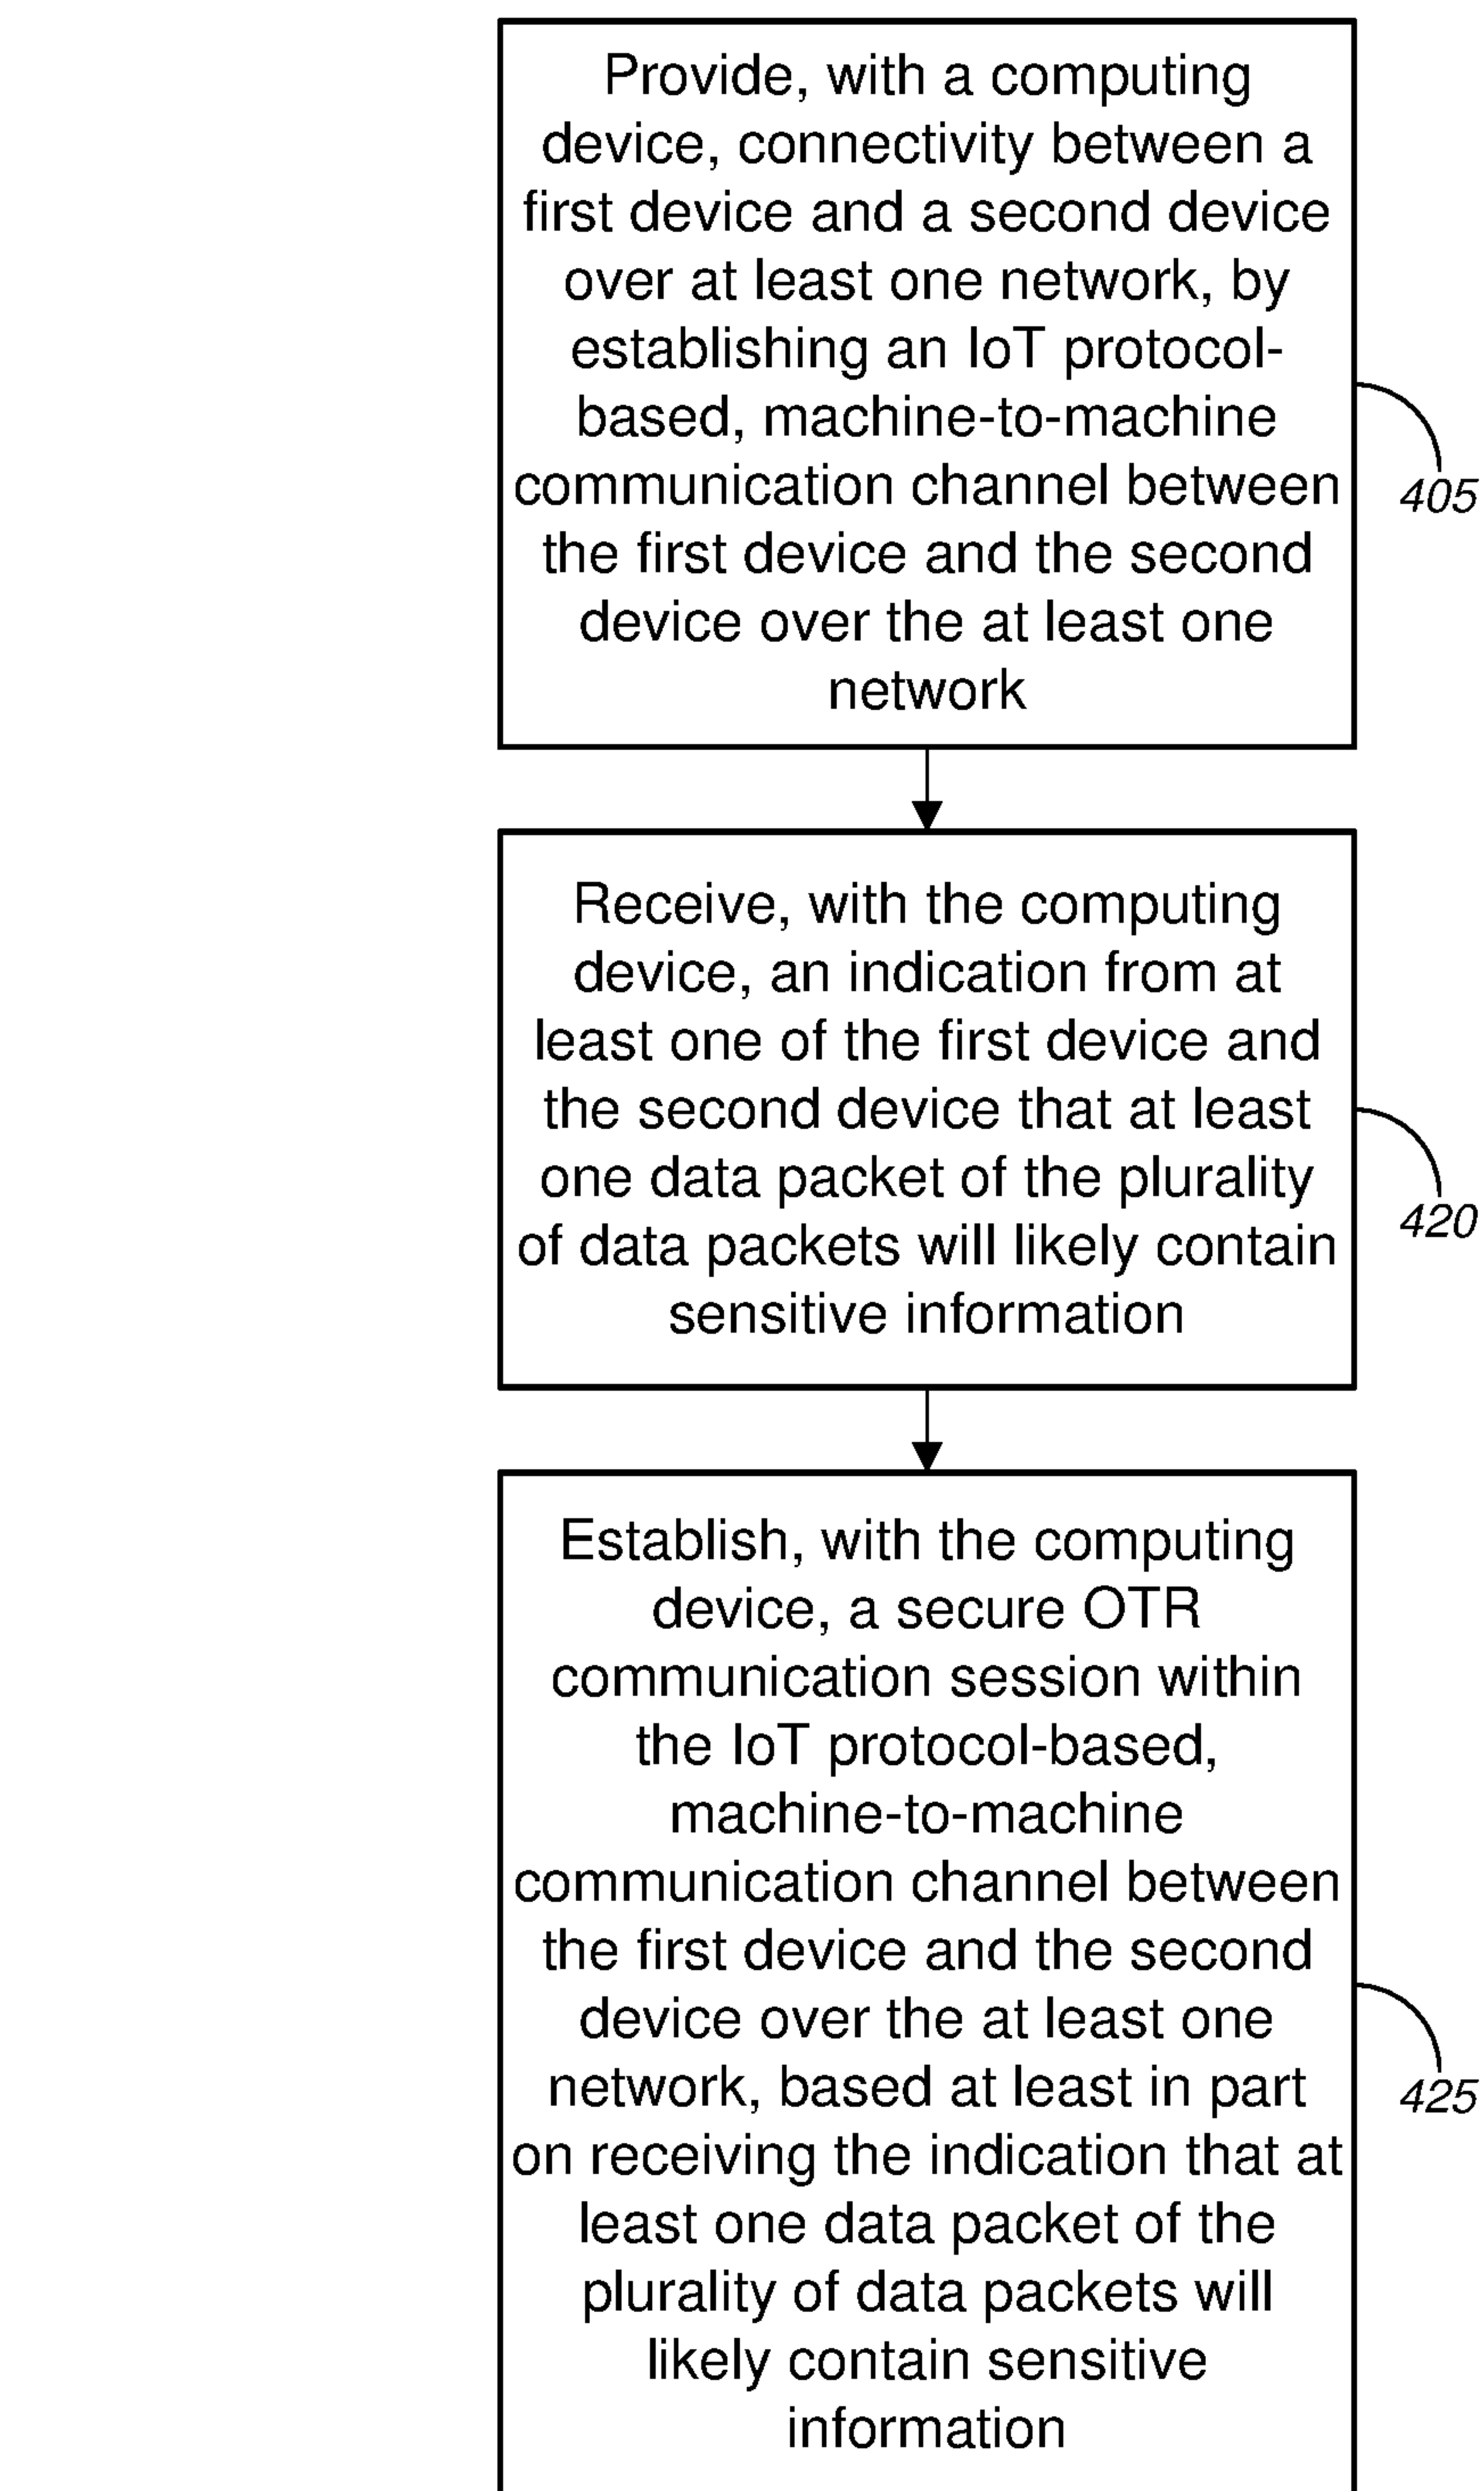 Provide, with a computing
device, connectivity between a
first device and a second device
over at least one network, by
establishing an IoT protocol-
based, machine-to-machine
communication channel between
the first device and the second
device over the at least one
network
405
Receive, with the computing
device, an indication from at
least one of the first device and
the second device that at least
one data packet of the plurality
of data packets will likely contain
sensitive information
420
Establish, with the computing
device, a secure OTR
communication session within
the IoT protocol-based,
machine-to-machine
communication channel between
the first device and the second
device over the at least one
network, based at least in part
on receiving the indication that at
least one data packet of the
plurality of data packets will
likely contain sensitive
information
425